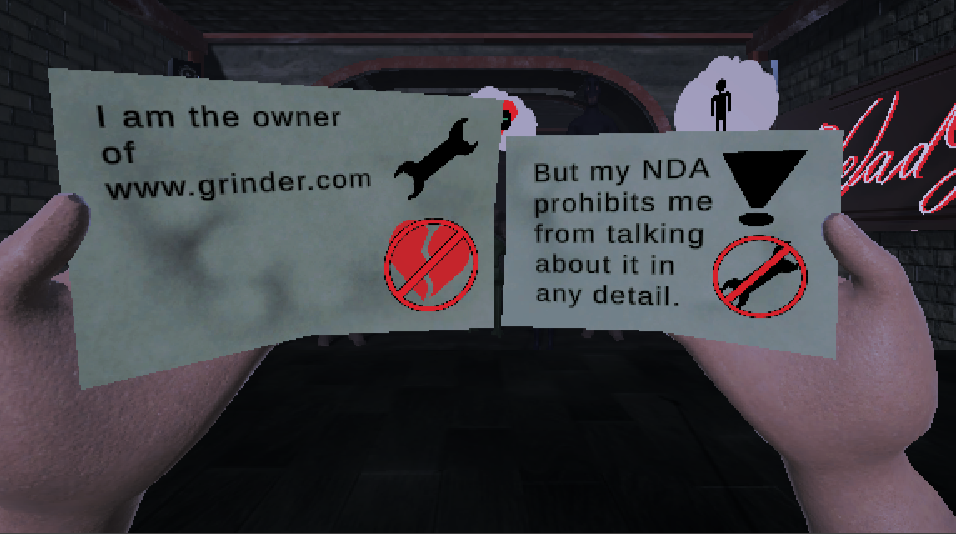 I am the owner
of
www.grinder.com
But my NDA
prohibits me
from talking
about it in
any detail.